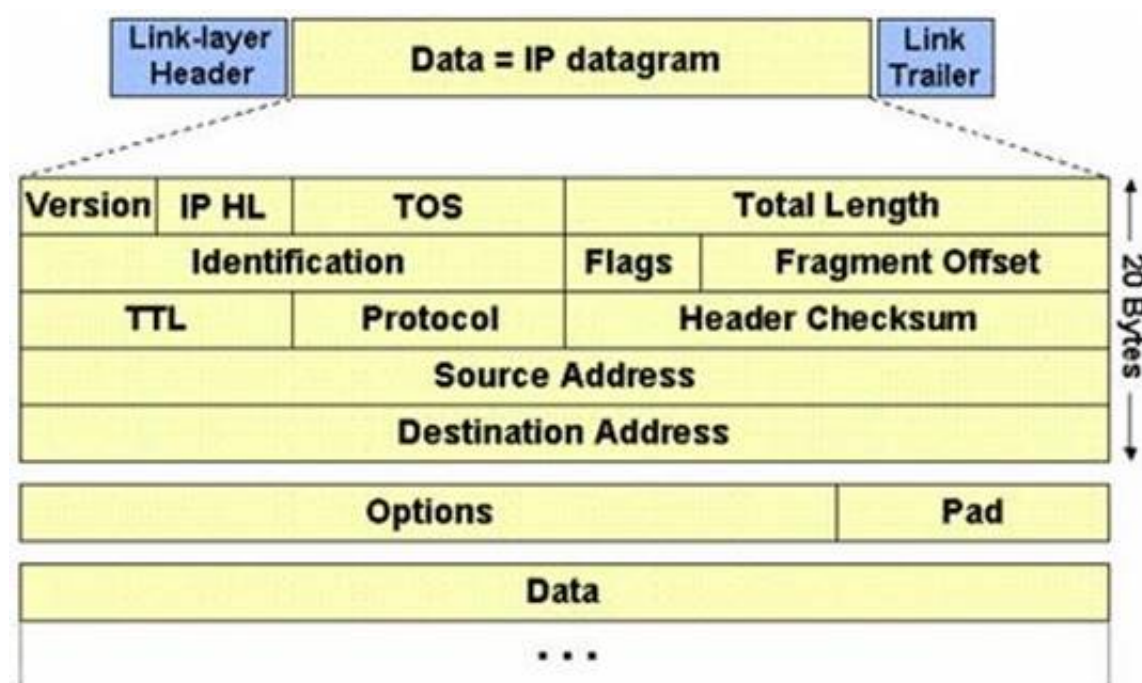 Link-layer
Header
Data = IP datagram
Link
Trailer
Version IP HL TOS Total Length
Identification Flags Fragment Offset
TTL Protocol Header Checksum
Source Address
Destination Address
20 Bytes
Options Pad
Data
...